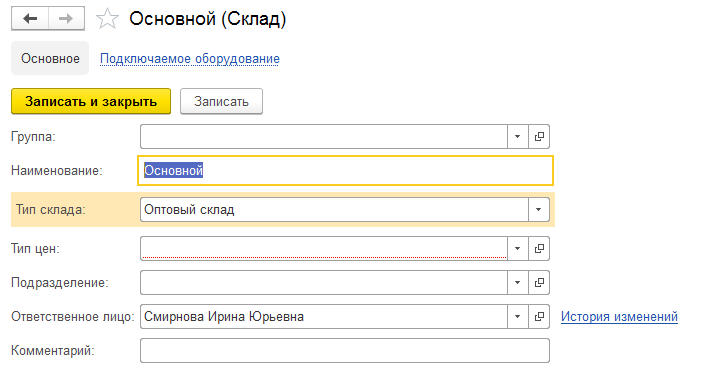 Основной (Склад)
Основное Подключаемое оборудование
Записать и закрыть Записать
Группа:
Наименование: Основной
Тип склада: Оптовый склад
Тип цен:
Подразделение:
Ответственное лицо: Смирнова Ирина Юрьевна История изменений
Комментарий: